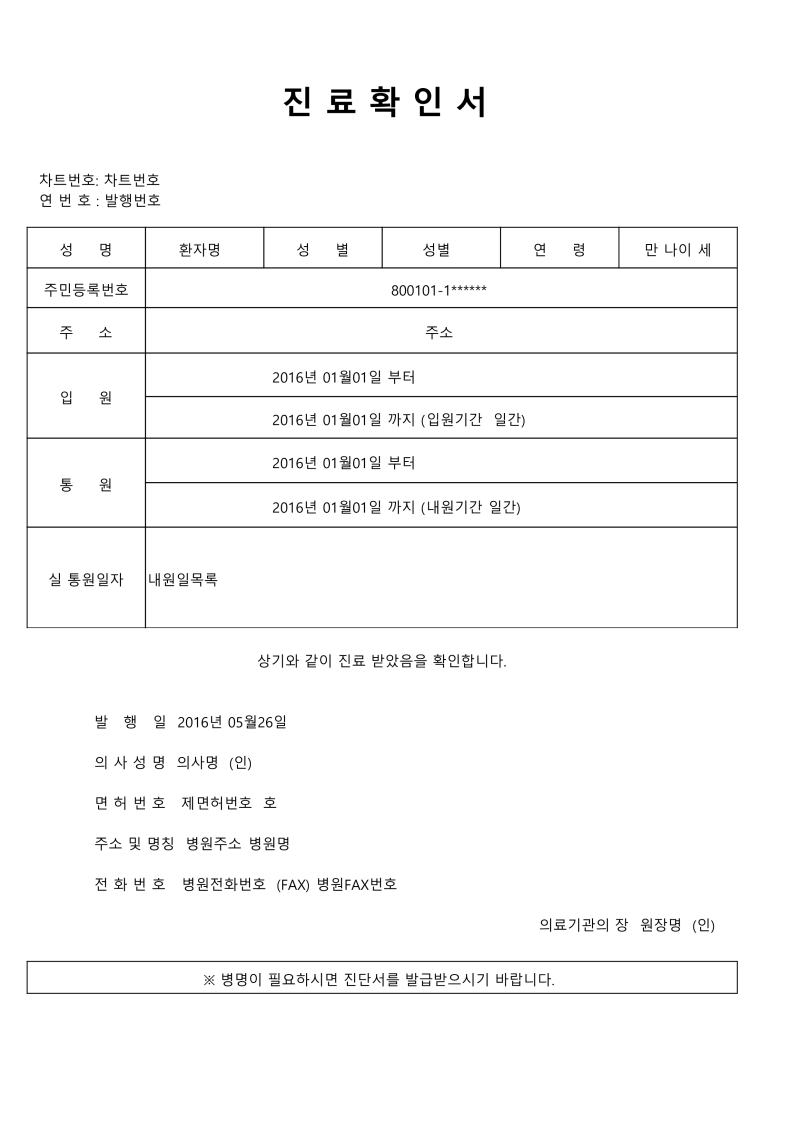 진 료 확 인 서
차트번호: 차트번호
연 번 호 : 발행번호
성 명 환자명 성 별 성별 연 령 만 나이 세
주민등록번호 800101-1******
주 소 주소
입 원
2016년 01월01일 부터
2016년 01월01일 까지 (입원기간 일간)
통 원
2016년 01월01일 부터
2016년 01월01일 까지 (내원기간 일간)
실 통원일자 내원일목록
상기와 같이 진료 받았음을 확인합니다.
발 행 일 2016년 05월26일
의 사 성 명 의사명 (인)
면 허 번 호 제면허번호 호
주소 및 명칭 병원주소 병원명
전 화 번 호 병원전화번호 (FAX) 병원FAX번호
의료기관의 장 원장명 (인)
※ 병명이 필요하시면 진단서를 발급받으시기 바랍니다.